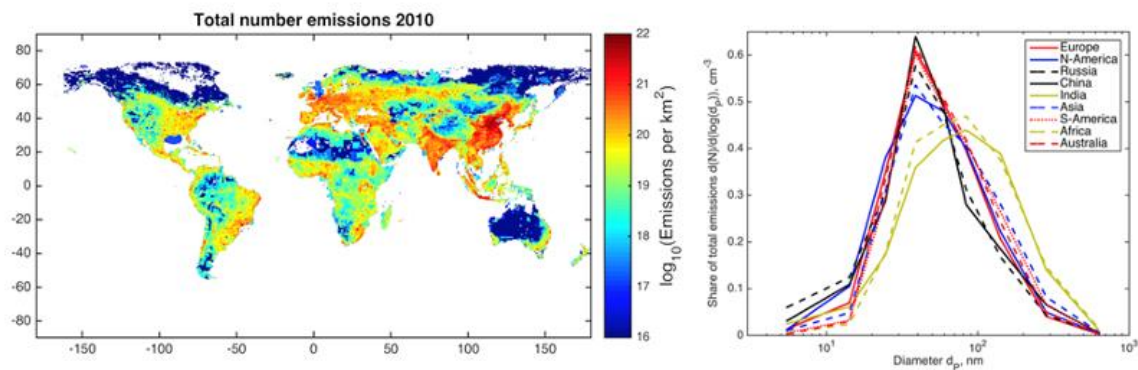 Total number emissions 2010
80
60
40
20
0
-20
-40
-60
-80
-150 -100 -50 0 50 100 150
22
21
20
19
18
17
16
log10(Emissions per km²)
0.6
0.5
0.4
0.3
0.2
0.1
0
Share of total emissions d(N)/d(log(dₚ)), cm⁻³
Europe
N-America
Russia
China
India
Asia
S-America
Africa
Australia
10¹ 10² 10³
Diameter dₚ, nm